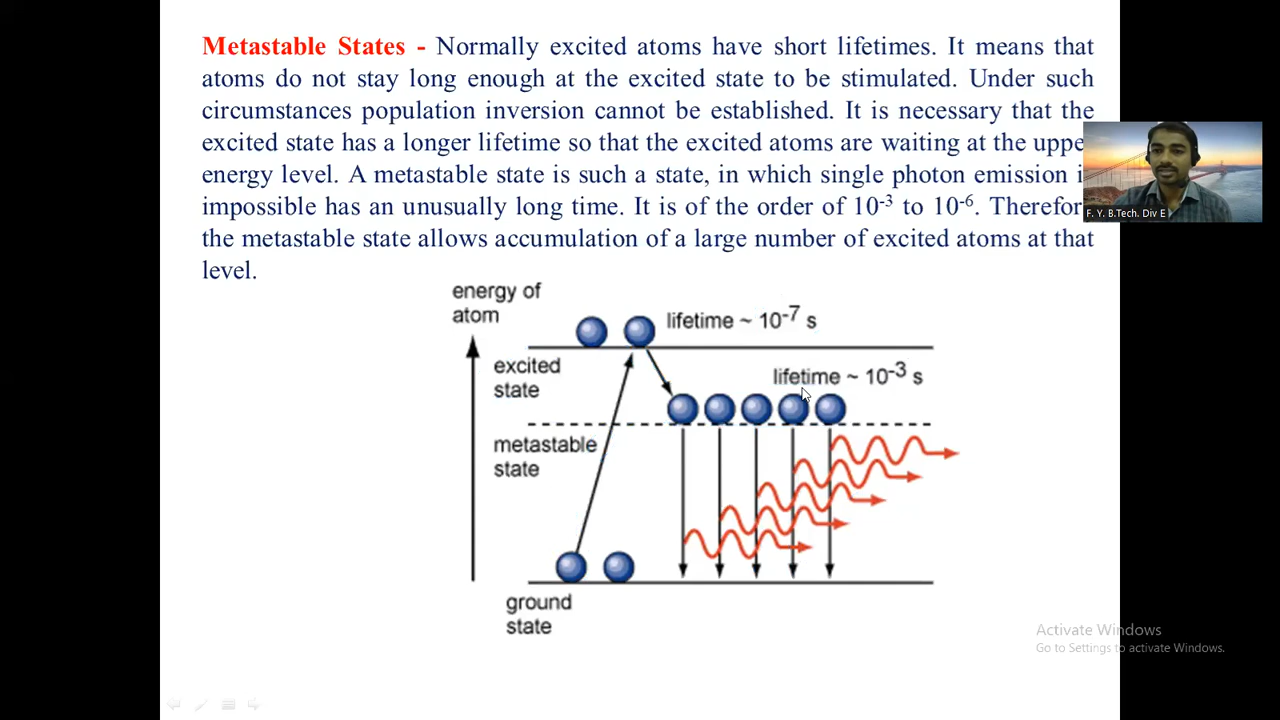 Metastable States - Normally excited atoms have short lifetimes. It means that
atoms do not stay long enough at the excited state to be stimulated. Under such
circumstances population inversion cannot be established. It is necessary that the
excited state has a longer lifetime so that the excited atoms are waiting at the uppe
energy level. A metastable state is such a state, in which single photon emission i
impossible has an unusually long time. It is of the order of 10-3 to 10-6. Therefor
the metastable state allows accumulation of a large number of excited atoms at that
level.
F. Y. B.Tech. Div E
energy of
atom
lifetime ~ 10-7 s
excited
state
lifetime ~ 10-3 s
metastable
state
ground
state
Activate Windows
Go to Settings to activate Windows.